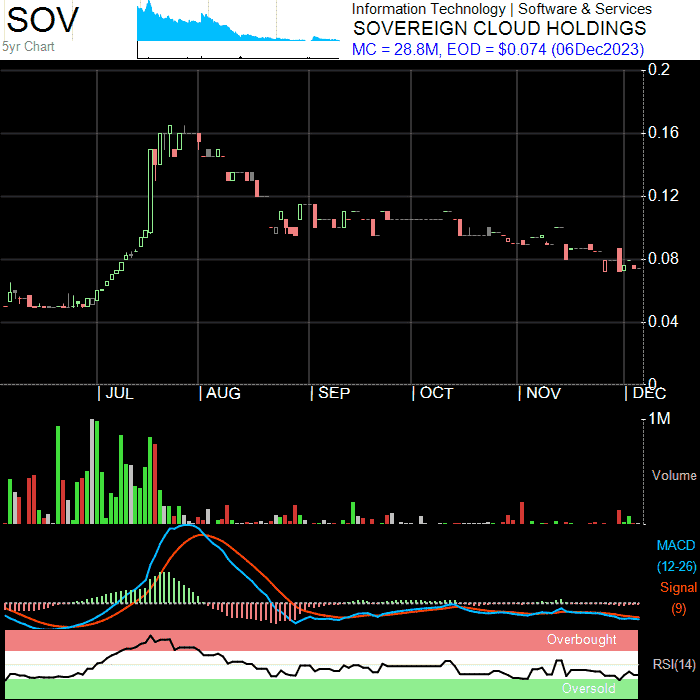 SOV
5yr Chart
Information Technology | Software & Services
SOVEREIGN CLOUD HOLDINGS
MC = 28.8M, EOD = $0.074 (06Dec2023)
0.2
0.16
0.12
0.08
0.04
0
| JUL | AUG | SEP | OCT | NOV | DEC
1M
Volume
MACD
(12-26)
Signal
(9)
Overbought
RSI(14)
Oversold